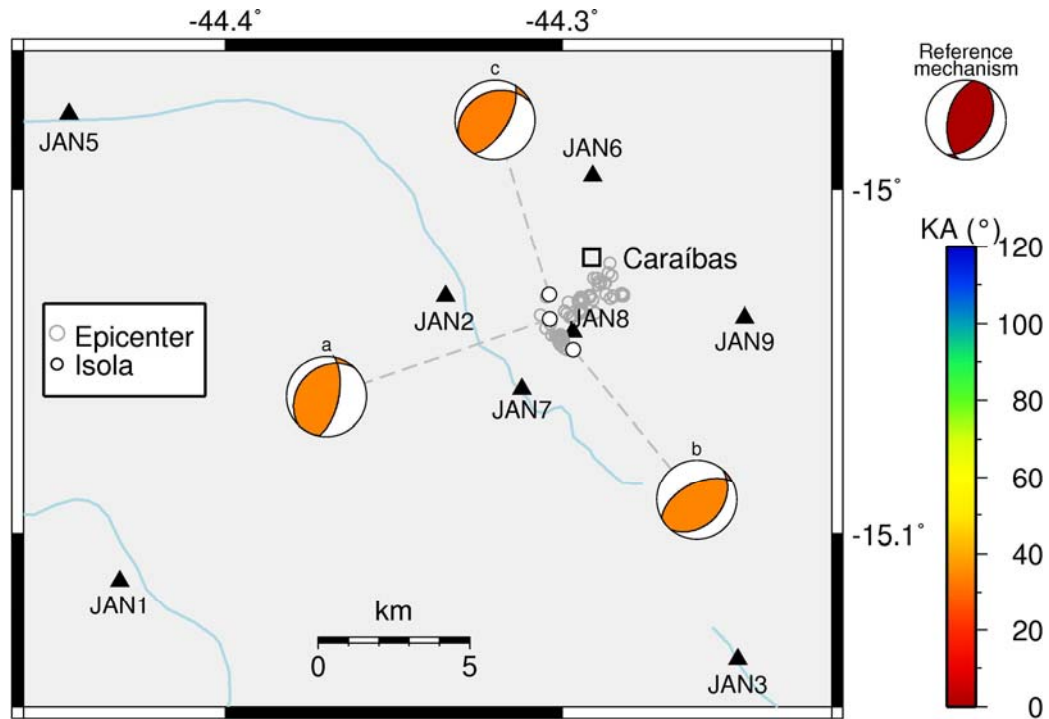 -44.4°
-44.3°
Reference
mechanism
c
JAN5
JAN6
-15°
KA (°)
Caraíbas
120
JAN2
JAN8
JAN9
100
Epicenter
Isola
a
80
JAN7
b
60
-15.1°
40
JAN1
km
20
0
5
JAN3
0